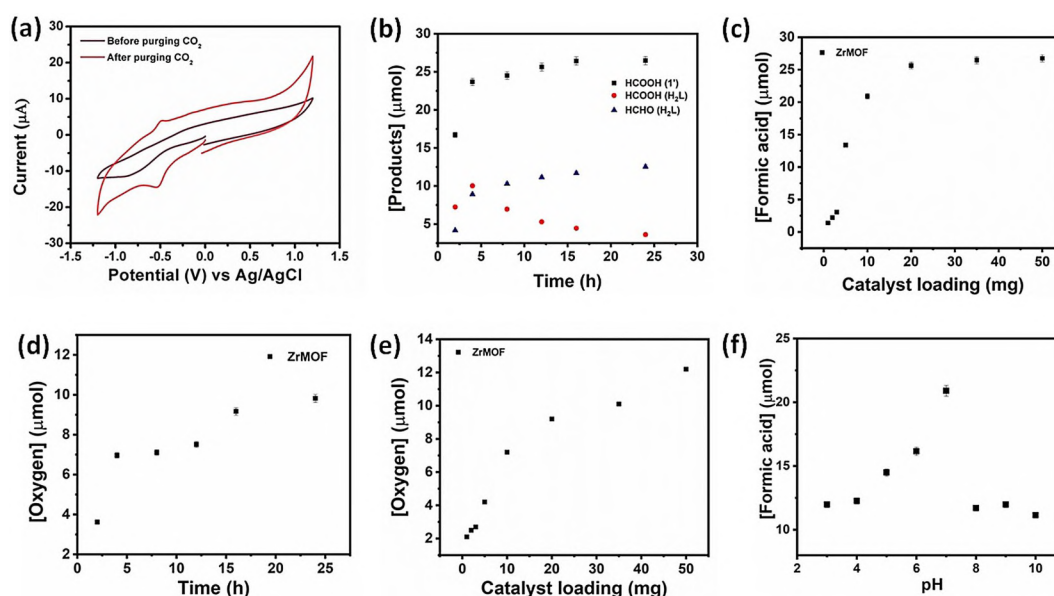 (a)
Before purging CO₂
After purging CO₂
Current (μA)
30
20
10
0
-10
-20
-30
-1.5 -1.0 -0.5 0.0 0.5 1.0 1.5
Potential (V) vs Ag/AgCl
(b)
HCOOH (1')
HCOOH (H₂L)
HCHO (H₂L)
[Products] (μmol)
30
25
20
15
10
5
0 5 10 15 20 25 30
Time (h)
(c)
ZrMOF
[Formic acid] (μmol)
30
25
20
15
10
5
0
0 10 20 30 40 50
Catalyst loading (mg)
(d)
ZrMOF
[Oxygen] (μmol)
12
10
8
6
4
2
0 5 10 15 20 25
Time (h)
(e)
ZrMOF
[Oxygen] (μmol)
14
12
10
8
6
4
2
0
0 10 20 30 40 50
Catalyst loading (mg)
(f)
[Formic acid] (μmol)
25
20
15
10
2 4 6 8 10
pH